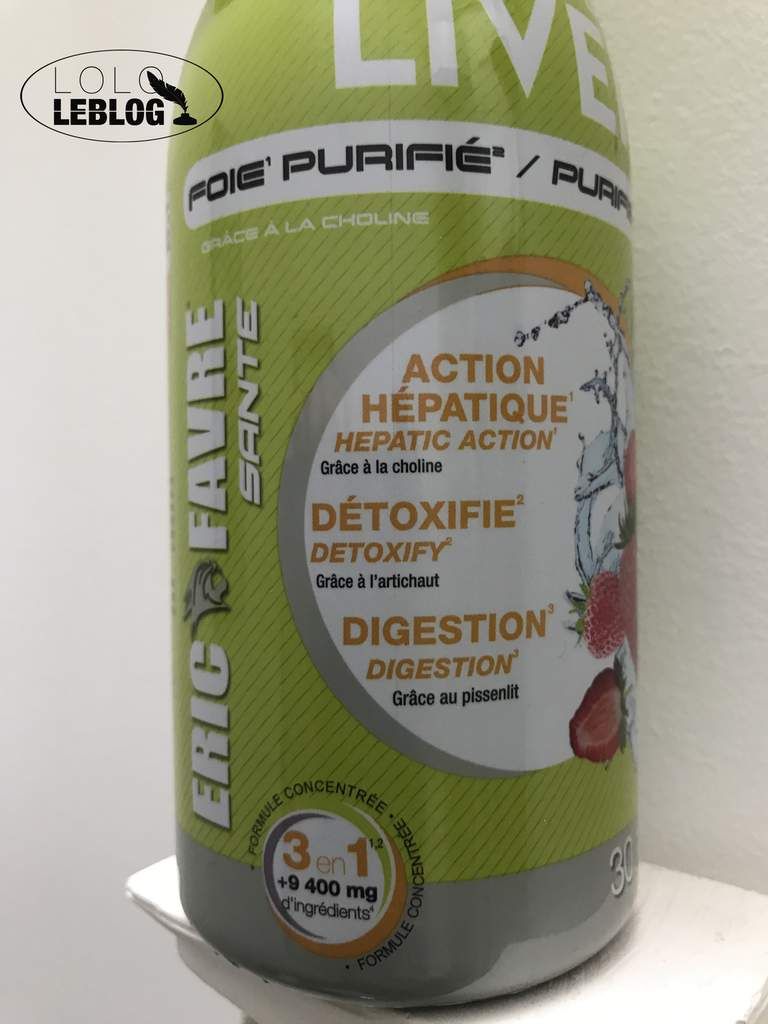 LOLO
LEBLOG
LIVE
FOIE¹ PURIFIÉ² / PURIFI
GRÂCE À LA CHOLINE
ERIC FAVRE
SANTE
ACTION
HÉPATIQUE¹
HEPATIC ACTION¹
Grâce à la choline
DÉTOXIFIE²
DETOXIFY²
Grâce à l'artichaut
DIGESTION³
DIGESTION³
Grâce au pissenlit
• FORMULE CONCENTRÉE •
3 en 1¹,²
+9 400 mg
d'ingrédients⁴
• FORMULE CONCENTRÉE
30